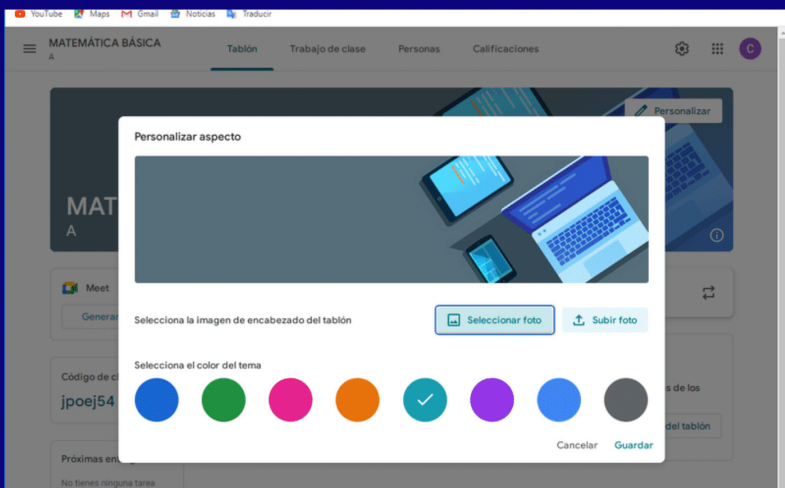 YouTube Maps Gmail Noticias Traducir
MATEMÁTICA BÁSICA
A
Tablón Trabajo de clase Personas Calificaciones
C
Personalizar
Personalizar aspecto
MAT
A
Meet
Generar
Selecciona la imagen de encabezado del tablón
Seleccionar foto
Subir foto
Selecciona el color del tema
Código de cl
jpoej54
s de los
del tablón
Cancelar Guardar
Próximas en
No tienes ninguna tarea